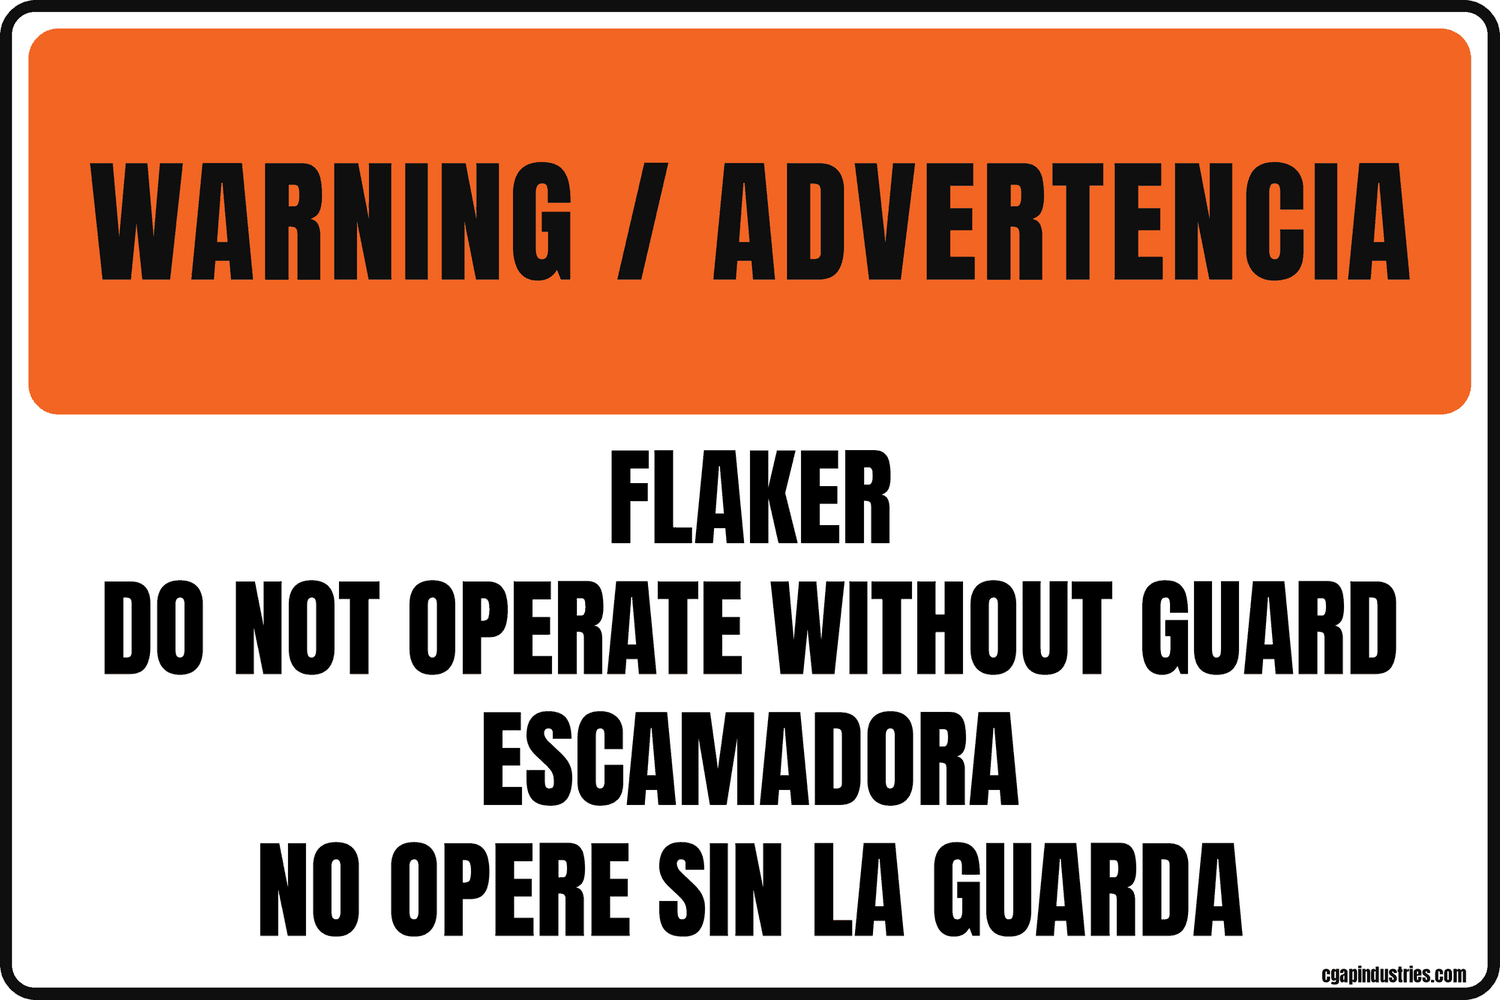 WARNING / ADVERTENCIA
FLAKER
DO NOT OPERATE WITHOUT GUARD
ESCAMADORA
NO OPERE SIN LA GUARDA
cgapindustries.com